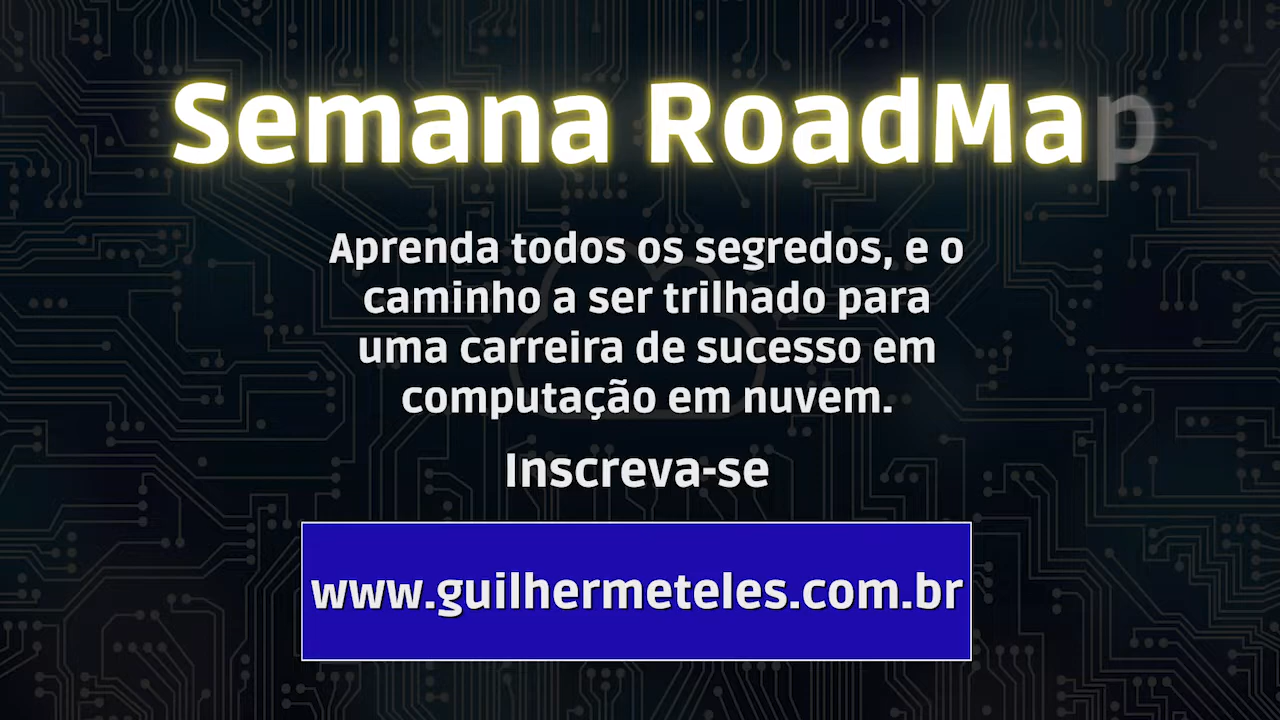 Semana RoadMap
Aprenda todos os segredos, e o
caminho a ser trilhado para
uma carreira de sucesso em
computação em nuvem.
Inscreva-se
www.guilhermeteles.com.br